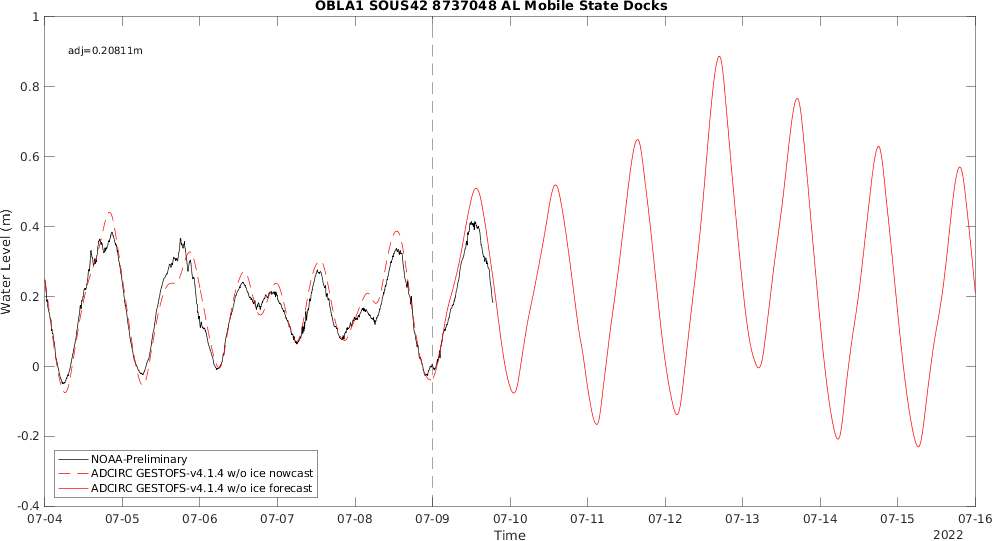 OBLA1 SOUS42 8737048 AL Mobile State Docks
adj=0.20811m
Water Level (m)
1
0.8
0.6
0.4
0.2
0
-0.2
-0.4
NOAA-Preliminary
ADCIRC GESTOFS-v4.1.4 w/o ice nowcast
ADCIRC GESTOFS-v4.1.4 w/o ice forecast
07-04 07-05 07-06 07-07 07-08 07-09 07-10 07-11 07-12 07-13 07-14 07-15 07-16
Time
2022